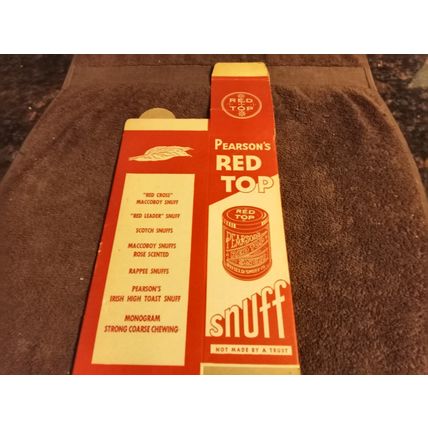 RED
TOP
PEARSON'S
RED
TOP
RED
TOP
PEARSON'S
snuff
NOT MADE BY A TRUST
"RED CROSS"
MACCOBOY SNUFF
"RED LEADER" SNUFF
SCOTCH SNUFFS
MACCOBOY SNUFFS
ROSE SCENTED
RAPPEE SNUFFS
PEARSON'S
IRISH HIGH TOAST SNUFF
MONOGRAM
STRONG COARSE CHEWING